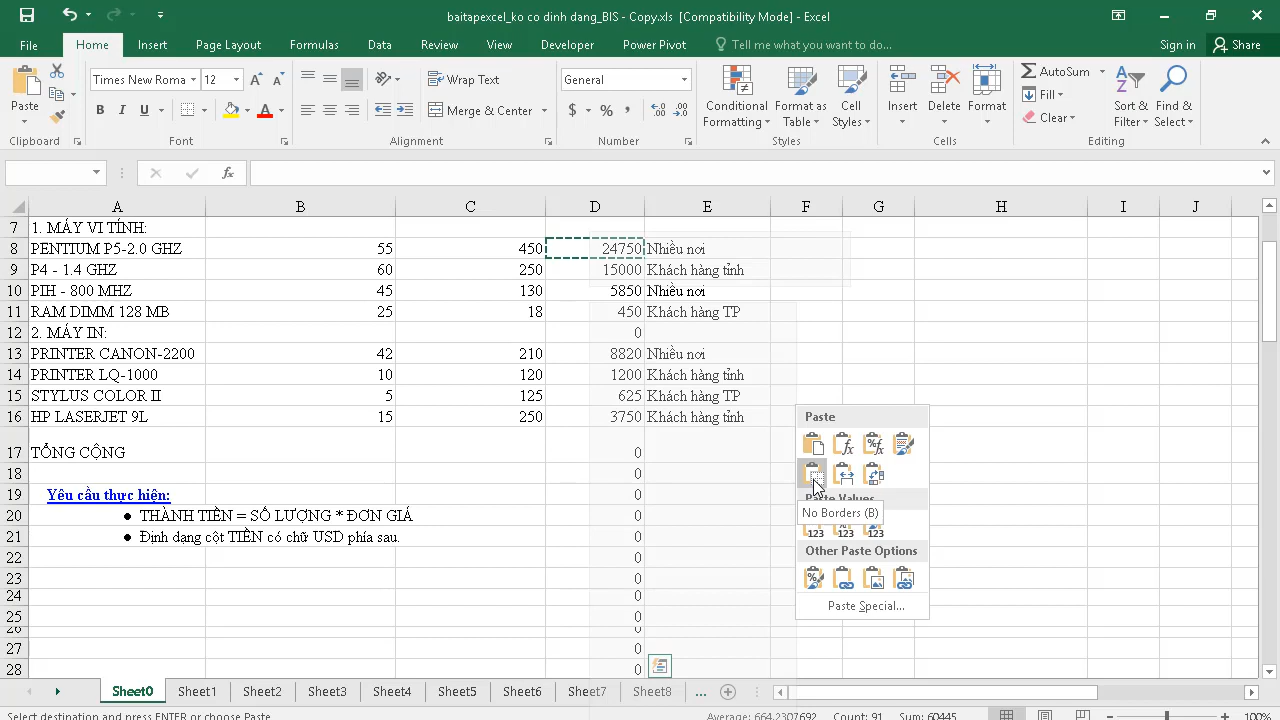 baitapexcel_ko co dinh dang_BIS - Copy.xls [Compatibility Mode] - Excel
File Home Insert Page Layout Formulas Data Review View Developer Power Pivot Tell me what you want to do... Sign in Share
Times New Roma 12 Wrap Text General AutoSum
Paste B I U Merge & Center $ % Conditional Formatting Format as Table Cell Styles Insert Delete Format Fill Clear Sort & Filter Find & Select
Clipboard Font Alignment Number Styles Cells Editing
fx
A B C D E F G H I J
7 1. MÁY VI TÍNH:
8 PENTIUM P5-2.0 GHZ 55 450 24750 Nhiều nơi
9 P4 - 1.4 GHZ 60 250 15000 Khách hàng tỉnh
10 PIH - 800 MHZ 45 130 5850 Nhiều nơi
11 RAM DIMM 128 MB 25 18 450 Khách hàng TP
12 2. MÁY IN: 0
13 PRINTER CANON-2200 42 210 8820 Nhiều nơi
14 PRINTER LQ-1000 10 120 1200 Khách hàng tỉnh
15 STYLUS COLOR II 5 125 625 Khách hàng TP
16 HP LASERJET 9L 15 250 3750 Khách hàng tỉnh
17 TỔNG CỘNG 0
18 0
19 Yêu cầu thực hiện: 0
20 ● THÀNH TIỀN = SỐ LƯỢNG * ĐƠN GIÁ 0
21 ● Định dạng cột TIỀN có chữ USD phía sau. 0
22 0
23 0
24 0
25 0
26 0
27 0
28 0
Paste
Paste Values
No Borders (B)
123 123 123
Other Paste Options
Paste Special...
Sheet0 Sheet1 Sheet2 Sheet3 Sheet4 Sheet5 Sheet6 Sheet7 Sheet8 ...
Select destination and press ENTER or choose Paste Average: 664.2307692 Count: 91 Sum: 60445 100%